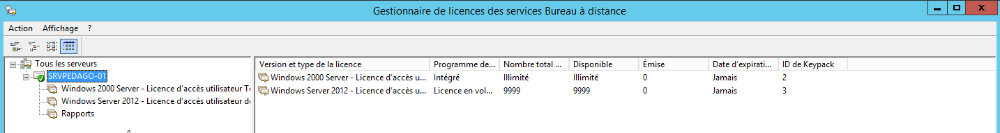 Gestionnaire de licences des services Bureau à distance
Action Affichage ?
Tous les serveurs
SRVPEDAGO-01
Windows 2000 Server - Licence d'accès utilisateur Te
Windows Server 2012 - Licence d'accès utilisateur de
Rapports
Version et type de la licence Programme de... Nombre total ... Disponible Émise Date d'expirati... ID de Keypack
Windows 2000 Server - Licence d'accès u... Intégré Illimité Illimité 0 Jamais 2
Windows Server 2012 - Licence d'accès u... Licence en vol... 9999 9999 0 Jamais 3